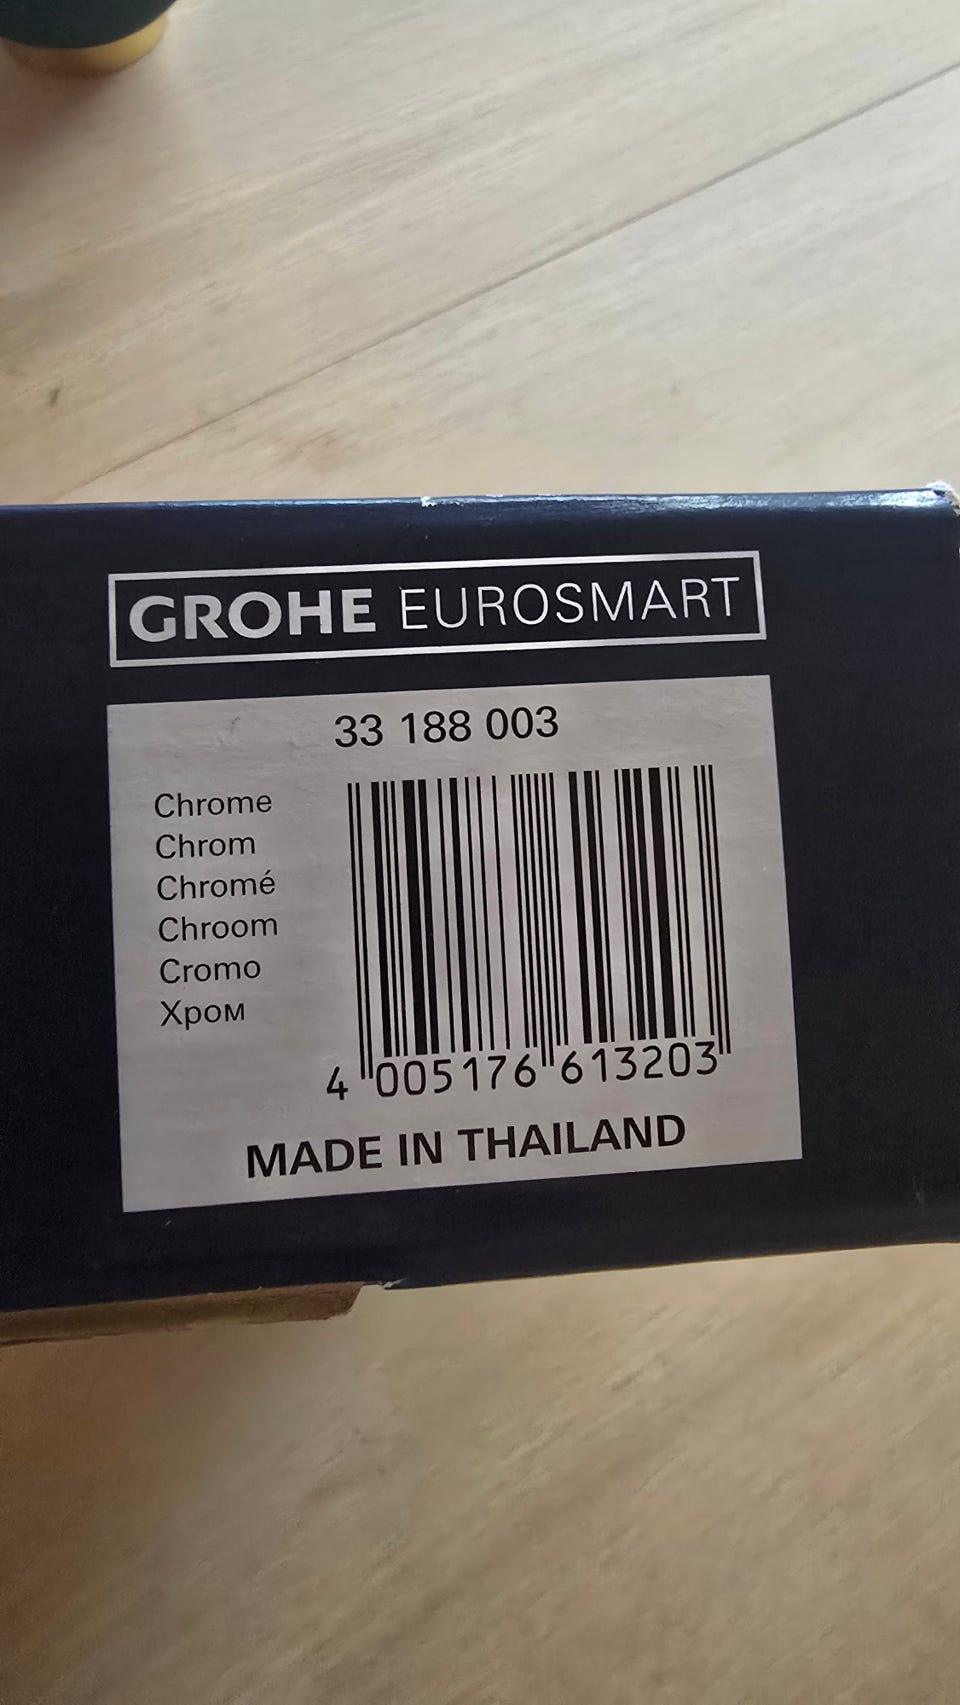 GROHE EUROSMART
33 188 003
Chrome
Chrom
Chromé
Chroom
Cromo
Хром
4 005176 613203
MADE IN THAILAND